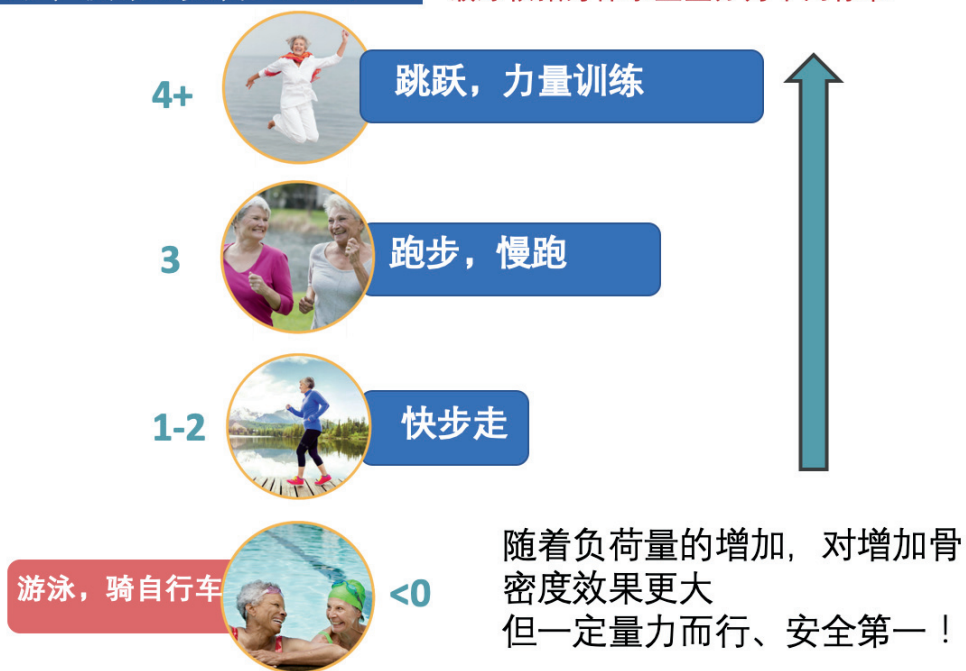 4+
跳跃，力量训练
3
跑步，慢跑
1-2
快步走
游泳，骑自行车
<0
随着负荷量的增加，对增加骨
密度效果更大
但一定量力而行、安全第一！